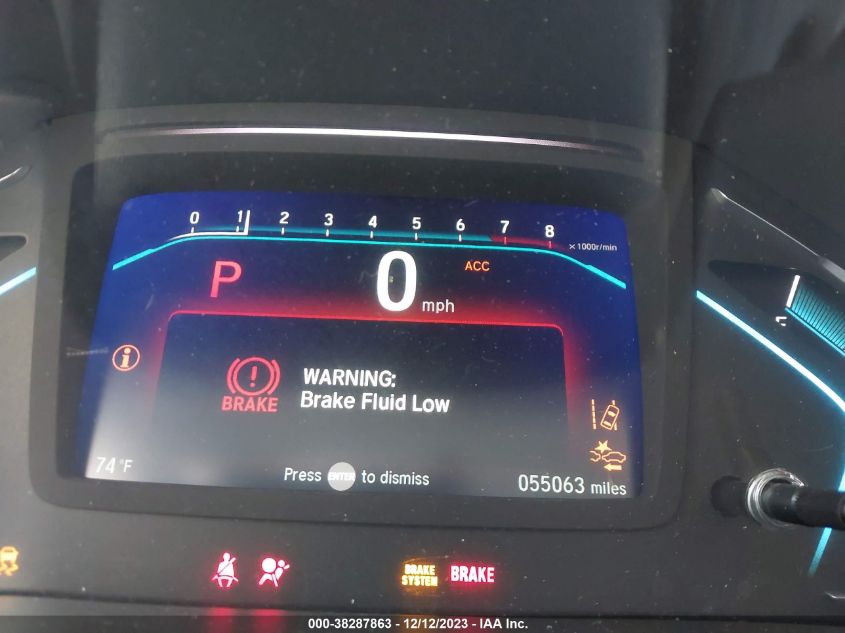 0 1 2 3 4 5 6 7 8
x 1000r/min
P 0 mph ACC
WARNING:
BRAKE Brake Fluid Low
74°F Press ENTER to dismiss 055063 miles
BRAKE
SYSTEM BRAKE
000-38287863 - 12/12/2023 - IAA Inc.